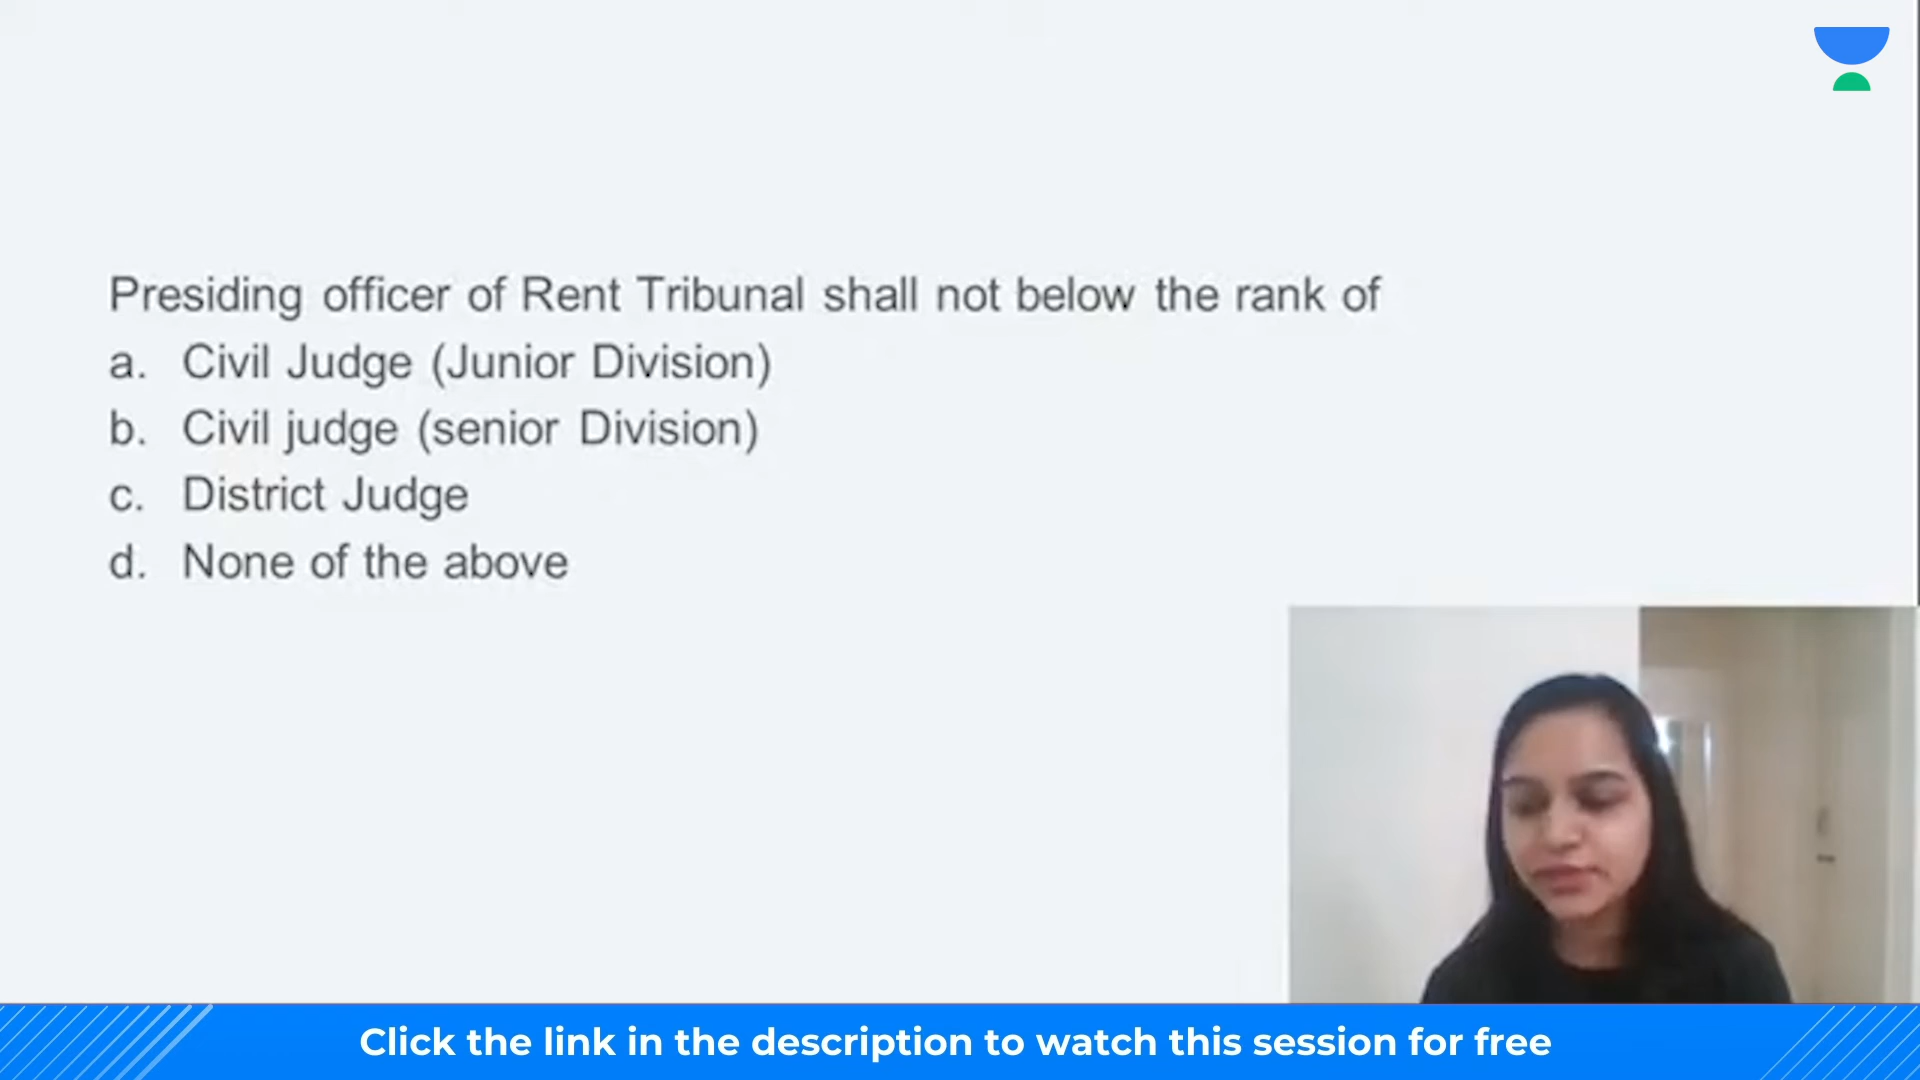 Presiding officer of Rent Tribunal shall not below the rank of
a. Civil Judge (Junior Division)
b. Civil judge (senior Division)
c. District Judge
d. None of the above
Click the link in the description to watch this session for free